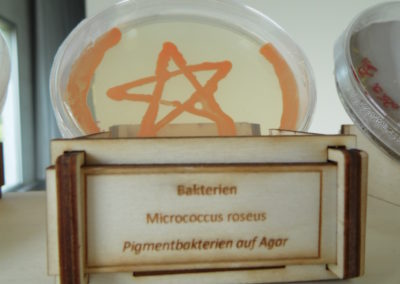 Bakterien
Micrococcus roseus
Pigmentbakterien auf Agar